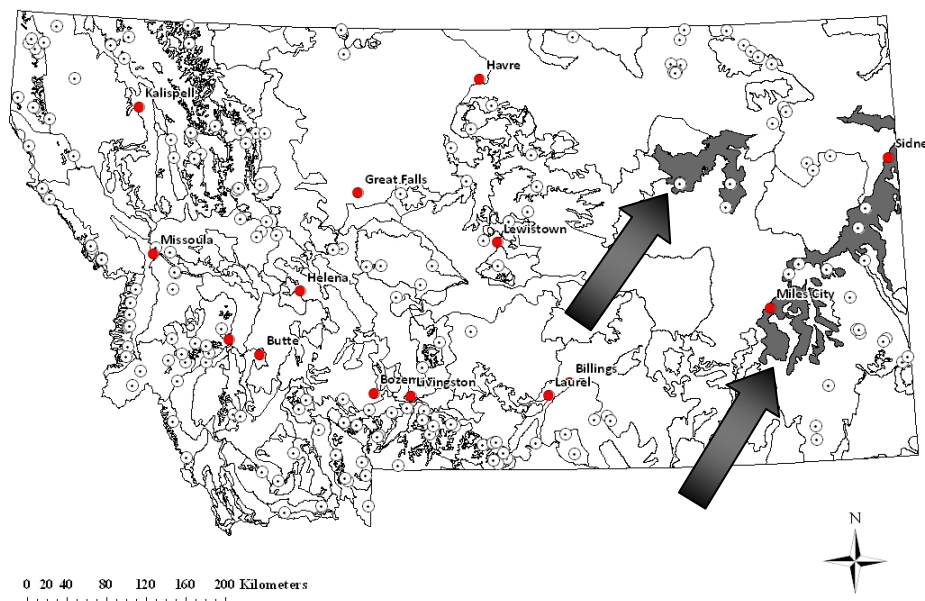 Havre
Kalispell
Sidne
Great Falls
Missoula
Lewistown
Helena
Miles City
Butte
Billings
Bozen
Livingston
Laurel
N
0 20 40 80 120 160 200 Kilometers